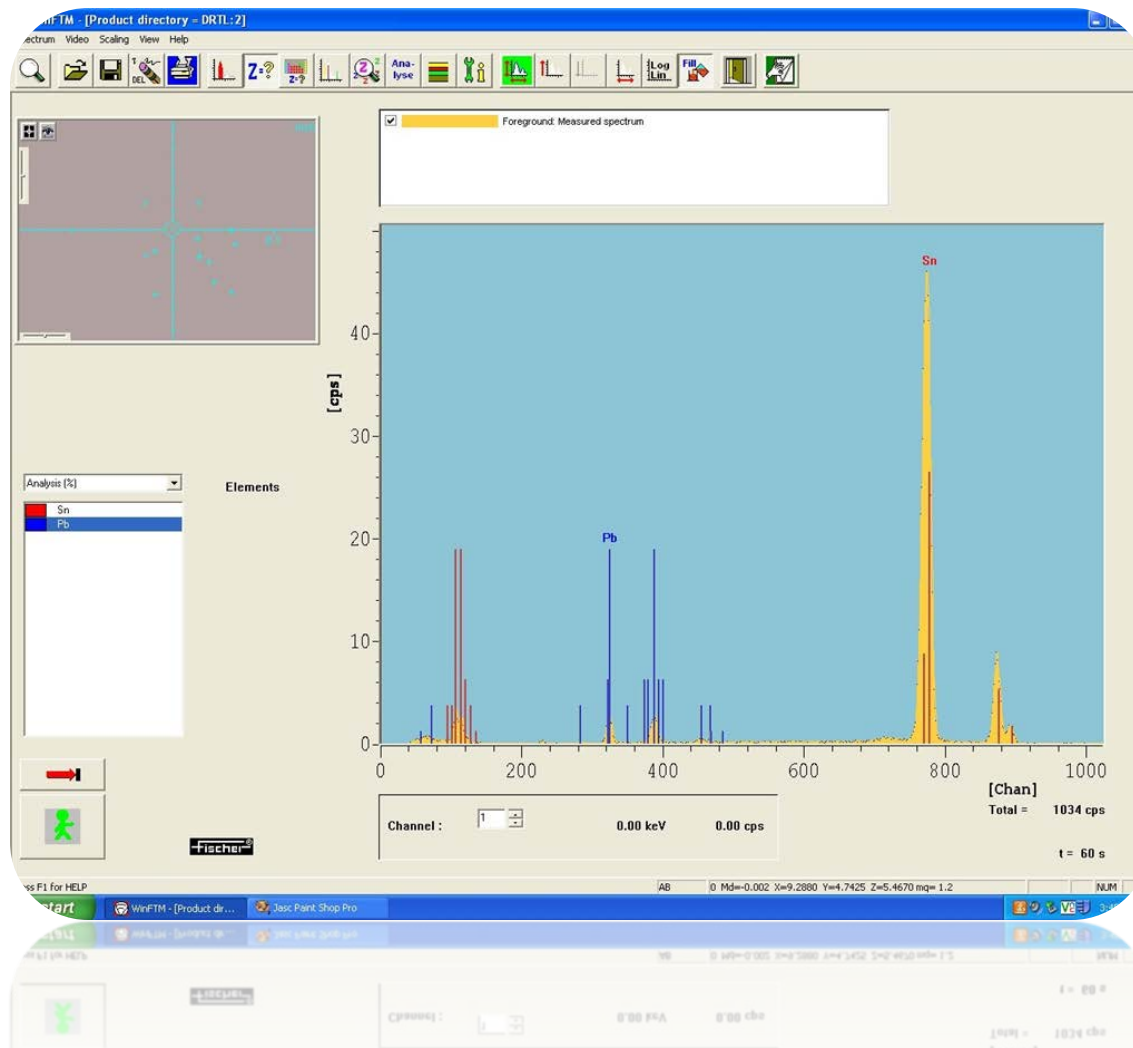 WinFTM - [Product directory = DRTL:2]
Spectrum Video Scaling View Help
DEL Z=? Z=? Ana- Log Fill
lyse Lin
Foreground: Measured spectrum
[cps]
40
30
20
10
0
Sn
Pb
0 200 400 600 800 1000
[Chan]
Analysis (%)
Elements
Sn
Pb
Channel : 1 0.00 keV 0.00 cps
Total = 1034 cps
t = 60 s
Fischer®
ss F1 for HELP AB 0 Md=-0.002 X=9.2880 Y=4.7425 Z=5.4670 mq= 1.2 NUM
start WinFTM - [Product dir... Jasc Paint Shop Pro